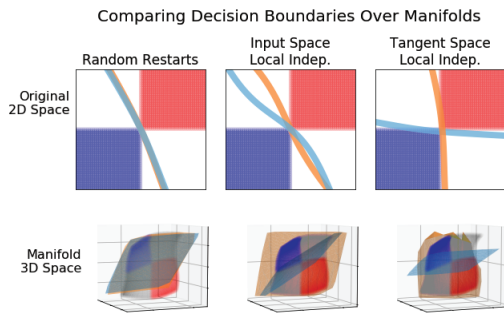 Comparing Decision Boundaries Over Manifolds
Random Restarts
Input Space
Local Indep.
Tangent Space
Local Indep.
Original
2D Space
Manifold
3D Space